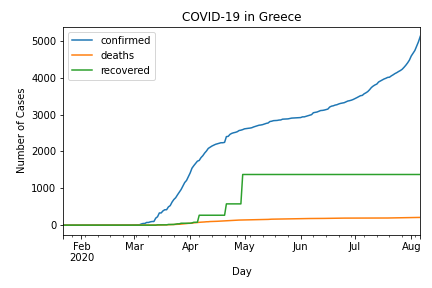 COVID-19 in Greece
confirmed
deaths
recovered
Number of Cases
5000
4000
3000
2000
1000
0
Feb Mar Apr May Jun Jul Aug
2020
Day